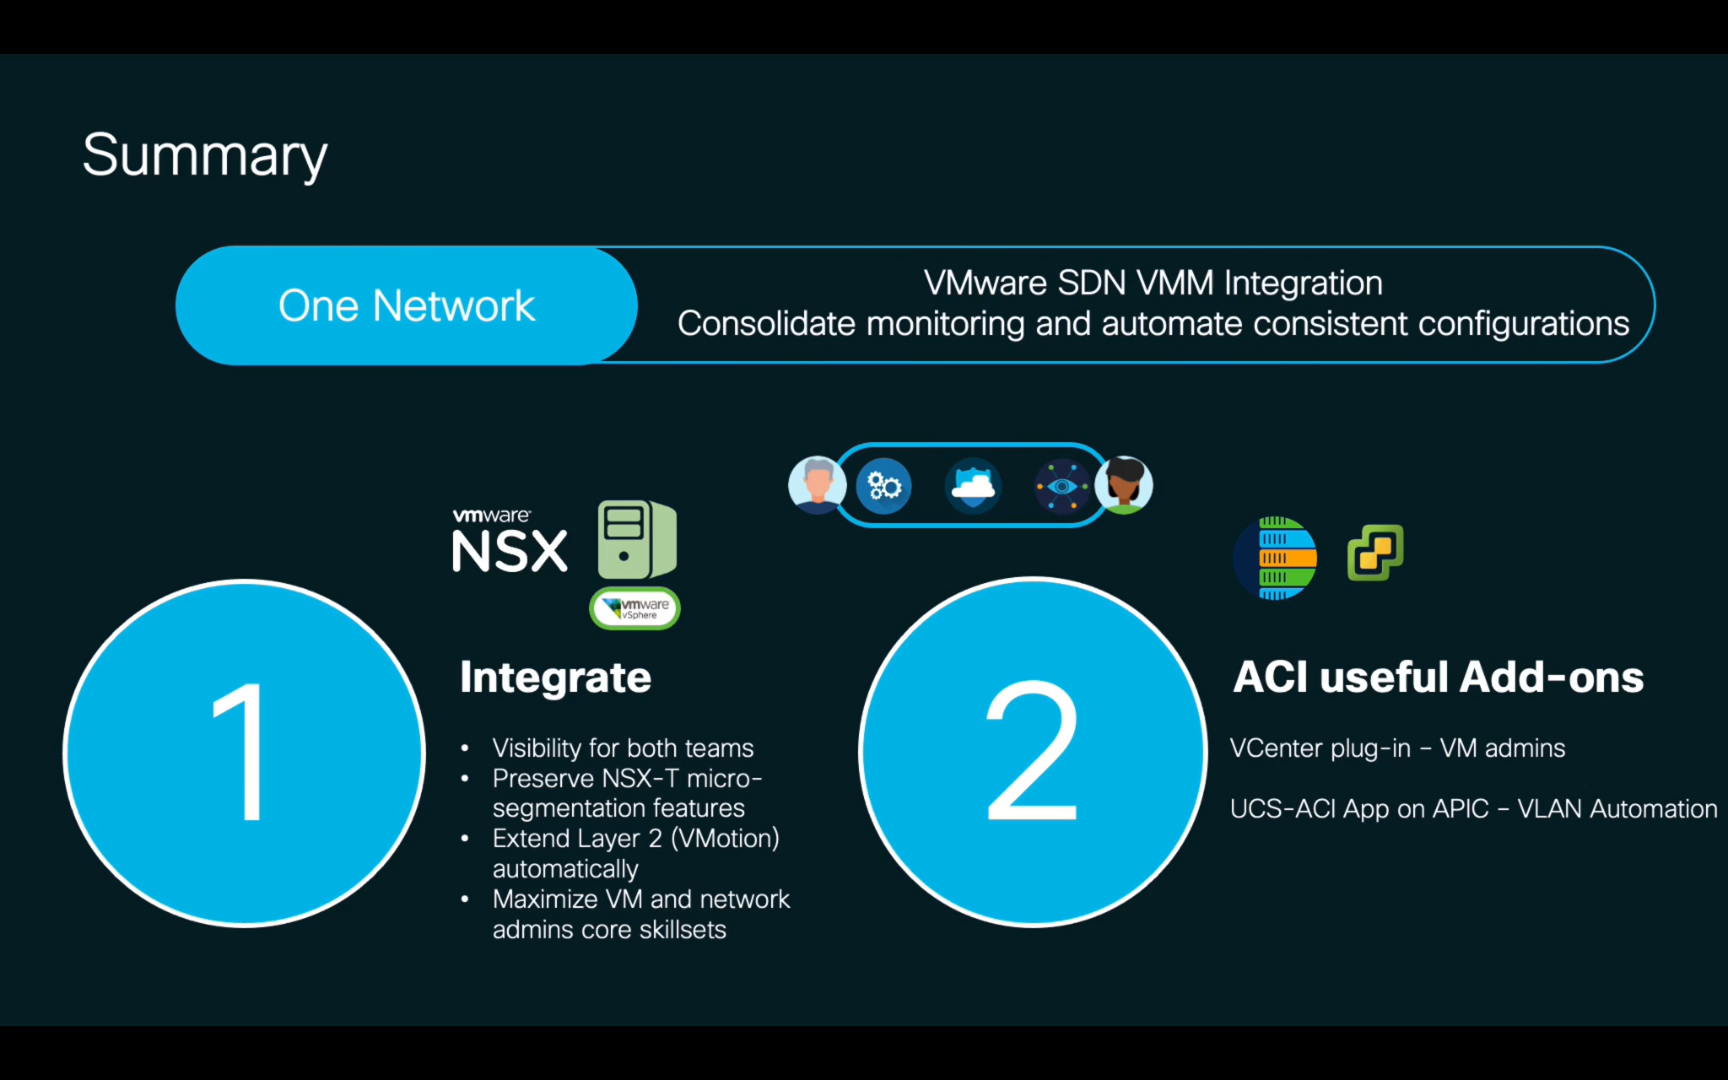 Summary
One Network
VMware SDN VMM Integration
Consolidate monitoring and automate consistent configurations
vmware
NSX
vmware
vSphere
1
Integrate
• Visibility for both teams
• Preserve NSX-T micro-
segmentation features
• Extend Layer 2 (VMotion)
automatically
• Maximize VM and network
admins core skillsets
2
ACI useful Add-ons
VCenter plug-in – VM admins
UCS-ACI App on APIC – VLAN Automation